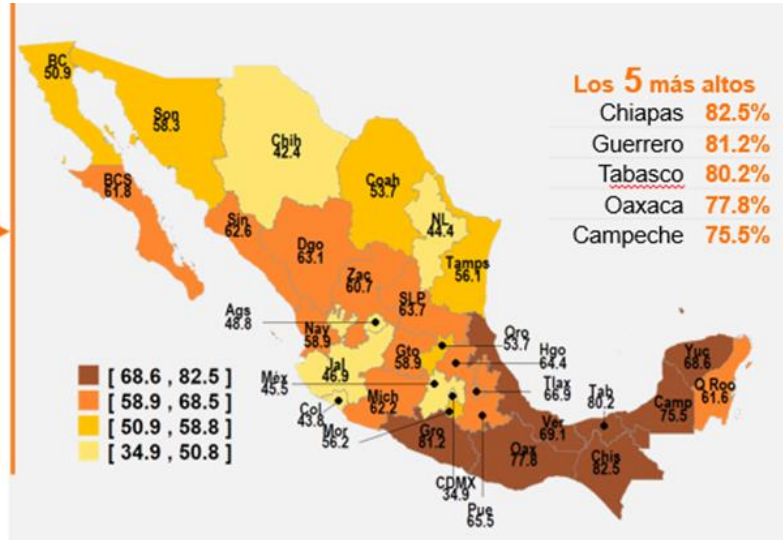 BC
50.9
Son
58.3
Chih
42.4
Coah
53.7
BCS
61.8
Sin
62.6
Dgo
63.1
NL
44.4
Tamps
56.1
Zac
60.7
SLP
63.7
Ags
48.8
Nay
58.9
Jal
46.9
Gto
58.9
Qro
53.7
Hgo
64.4
Tlax
66.9
Méx
45.5
Mich
62.2
Col
43.8
Mor
56.2
Gro
81.2
CDMX
34.9
Pue
65.5
Oax
77.8
Ver
69.1
Tab
80.2
Chis
82.5
Camp
75.5
Yuc
68.6
Q Roo
61.6
Los 5 más altos
Chiapas 82.5%
Guerrero 81.2%
Tabasco 80.2%
Oaxaca 77.8%
Campeche 75.5%
[ 68.6 , 82.5 ]
[ 58.9 , 68.5 ]
[ 50.9 , 58.8 ]
[ 34.9 , 50.8 ]